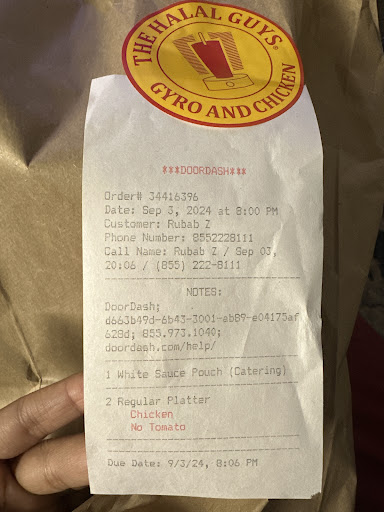 THE HALAL GUYS®
GYRO AND CHICKEN
***DOORDASH***
Order# 34416396
Date: Sep 3, 2024 at 8:00 PM
Customer: Rubab Z
Phone Number: 8552228111
Call Name: Rubab Z / Sep 03,
20:06 / (855) 222-8111
NOTES:
DoorDash;
d663b49d-6b43-3001-ab89-e04175af
628d; 855.973.1040;
doordash.com/help/
1 White Sauce Pouch (Catering)
2 Regular Platter
Chicken
No Tomato
Due Date: 9/3/24, 8:06 PM